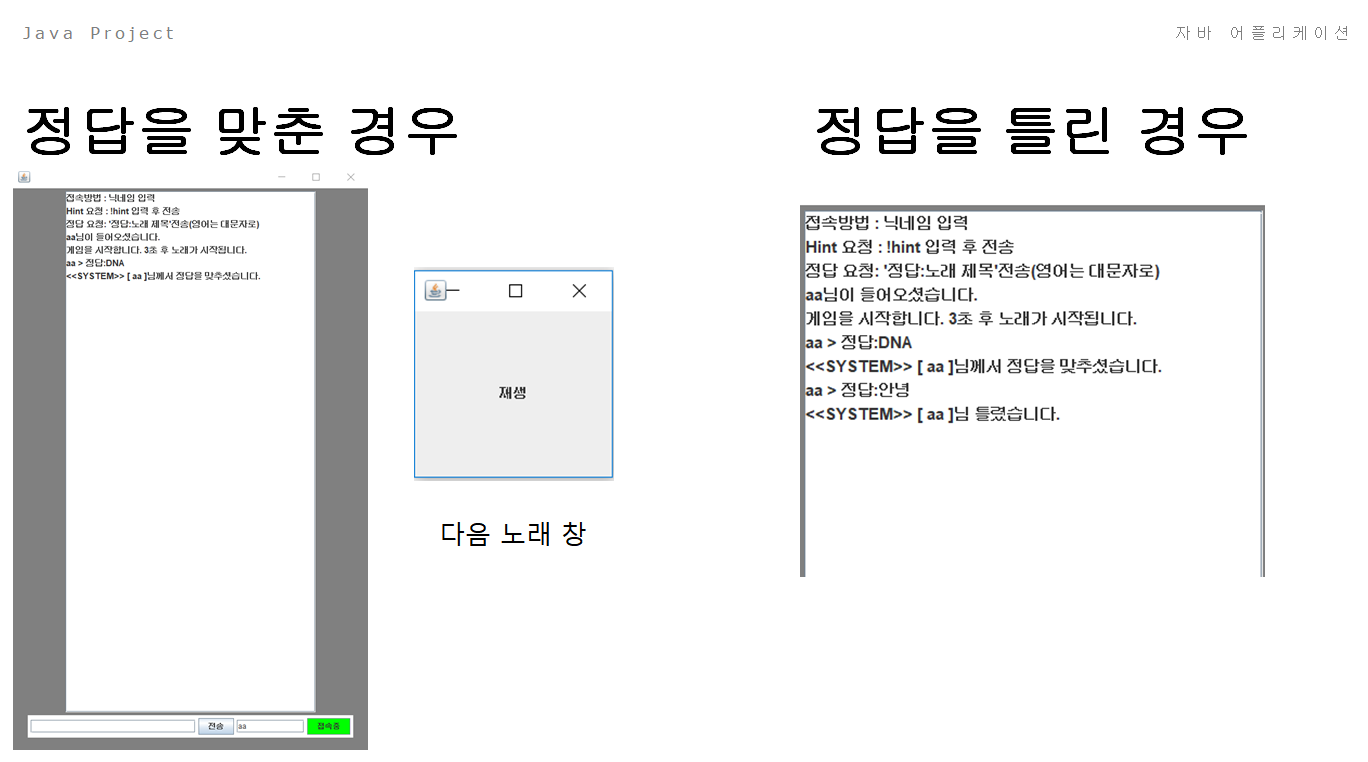 Java Project
자바 어플리케이션
정답을 맞춘 경우
접속방법 : 닉네임 입력
Hint 요청 : !hint 입력 후 전송
정답 요청: '정답:노래 제목'전송(영어는 대문자로)
aa님이 들어오셨습니다.
게임을 시작합니다. 3초 후 노래가 시작됩니다.
aa > 정답:DNA
<<SYSTEM>> [ aa ]님께서 정답을 맞추셨습니다.
전송
aa
접속중
재생
다음 노래 창
정답을 틀린 경우
접속방법 : 닉네임 입력
Hint 요청 : !hint 입력 후 전송
정답 요청: '정답:노래 제목'전송(영어는 대문자로)
aa님이 들어오셨습니다.
게임을 시작합니다. 3초 후 노래가 시작됩니다.
aa > 정답:DNA
<<SYSTEM>> [ aa ]님께서 정답을 맞추셨습니다.
aa > 정답:안녕
<<SYSTEM>> [ aa ]님 틀렸습니다.